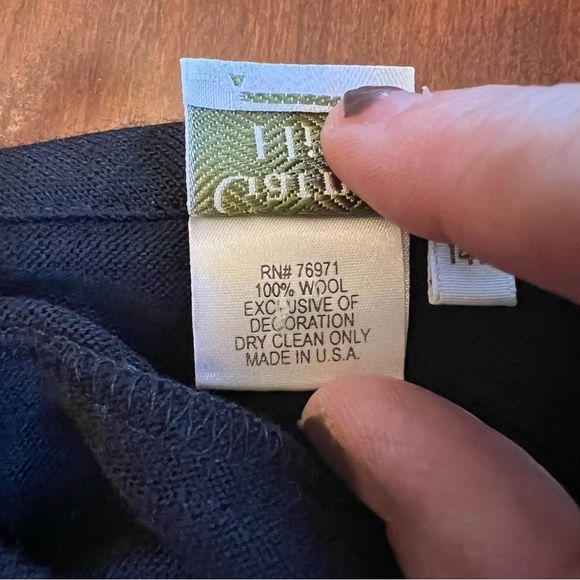 RN# 76971
100% WOOL
EXCLUSIVE OF
DECORATION
DRY CLEAN ONLY
MADE IN U.S.A.